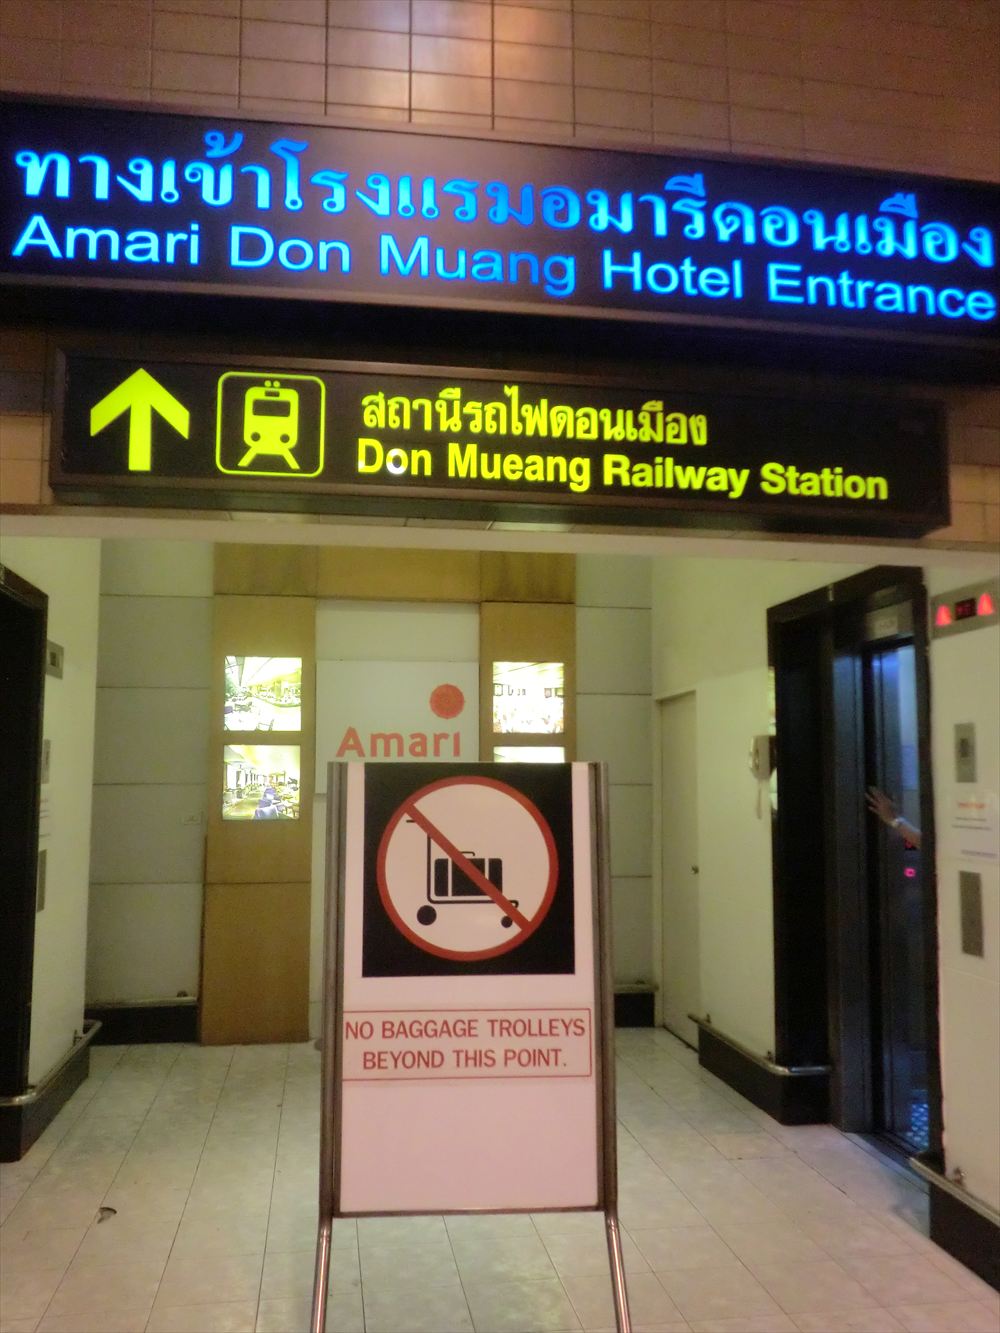 ทางเข้าโรงแรมอมารีดอนเมือง
Amari Don Muang Hotel Entrance
สถานีรถไฟดอนเมือง
Don Mueang Railway Station
Amari
NO BAGGAGE TROLLEYS
BEYOND THIS POINT.